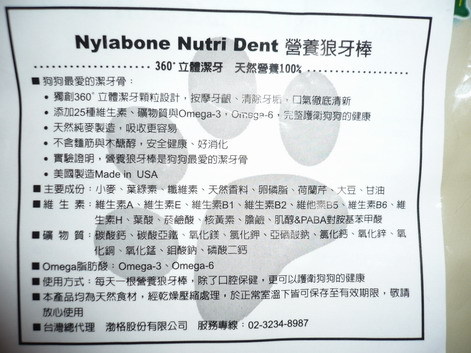 Nylabone Nutri Dent 營養狼牙棒
360° 立體潔牙 天然營養100%
■ 狗狗最愛的潔牙骨：
• 獨創360° 立體潔牙顆粒設計，按摩牙齦、清除牙垢，口氣徹底清新
• 添加25種維生素、礦物質與Omega-3，Omega-6，完整護衛狗狗的健康
• 天然純麥製造，吸收更容易
• 不含麵筋與木醣醇，安全健康、好消化
• 實驗證明，營養狼牙棒是狗狗最愛的潔牙骨
• 美國製造Made in USA
■ 主要成份：小麥、葉綠素、纖維素、天然香料、卵磷脂、荷蘭芹、大豆、甘油
■ 維 生 素：維生素A、維生素E、維生素B1、維生素B2、維他素B5、維生素B6、維
生素H、葉酸、菸鹼酸、核黃素、膽鹼、肌醇&PABA對胺基苯甲酸
■ 礦 物 質：碳酸鈣、碳酸亞鐵、氧化鎂、氯化鉀、亞硒酸鈉、氯化鈣、氧化鋅、氧
化銅、氧化錳、鉬酸鈉、磷酸二鈣
■ Omega脂肪酸：Omega-3、Omega-6
■ 使用方式：每天一根營養狼牙棒，除了口腔保健，更可以護衛狗狗的健康
■ 本產品均為天然食材，經乾燥壓縮處理，於正常室溫下皆可保存至有效期限，敬請
放心使用
■ 台灣總代理 渤格股份有限公司 服務專線：02-3234-8987